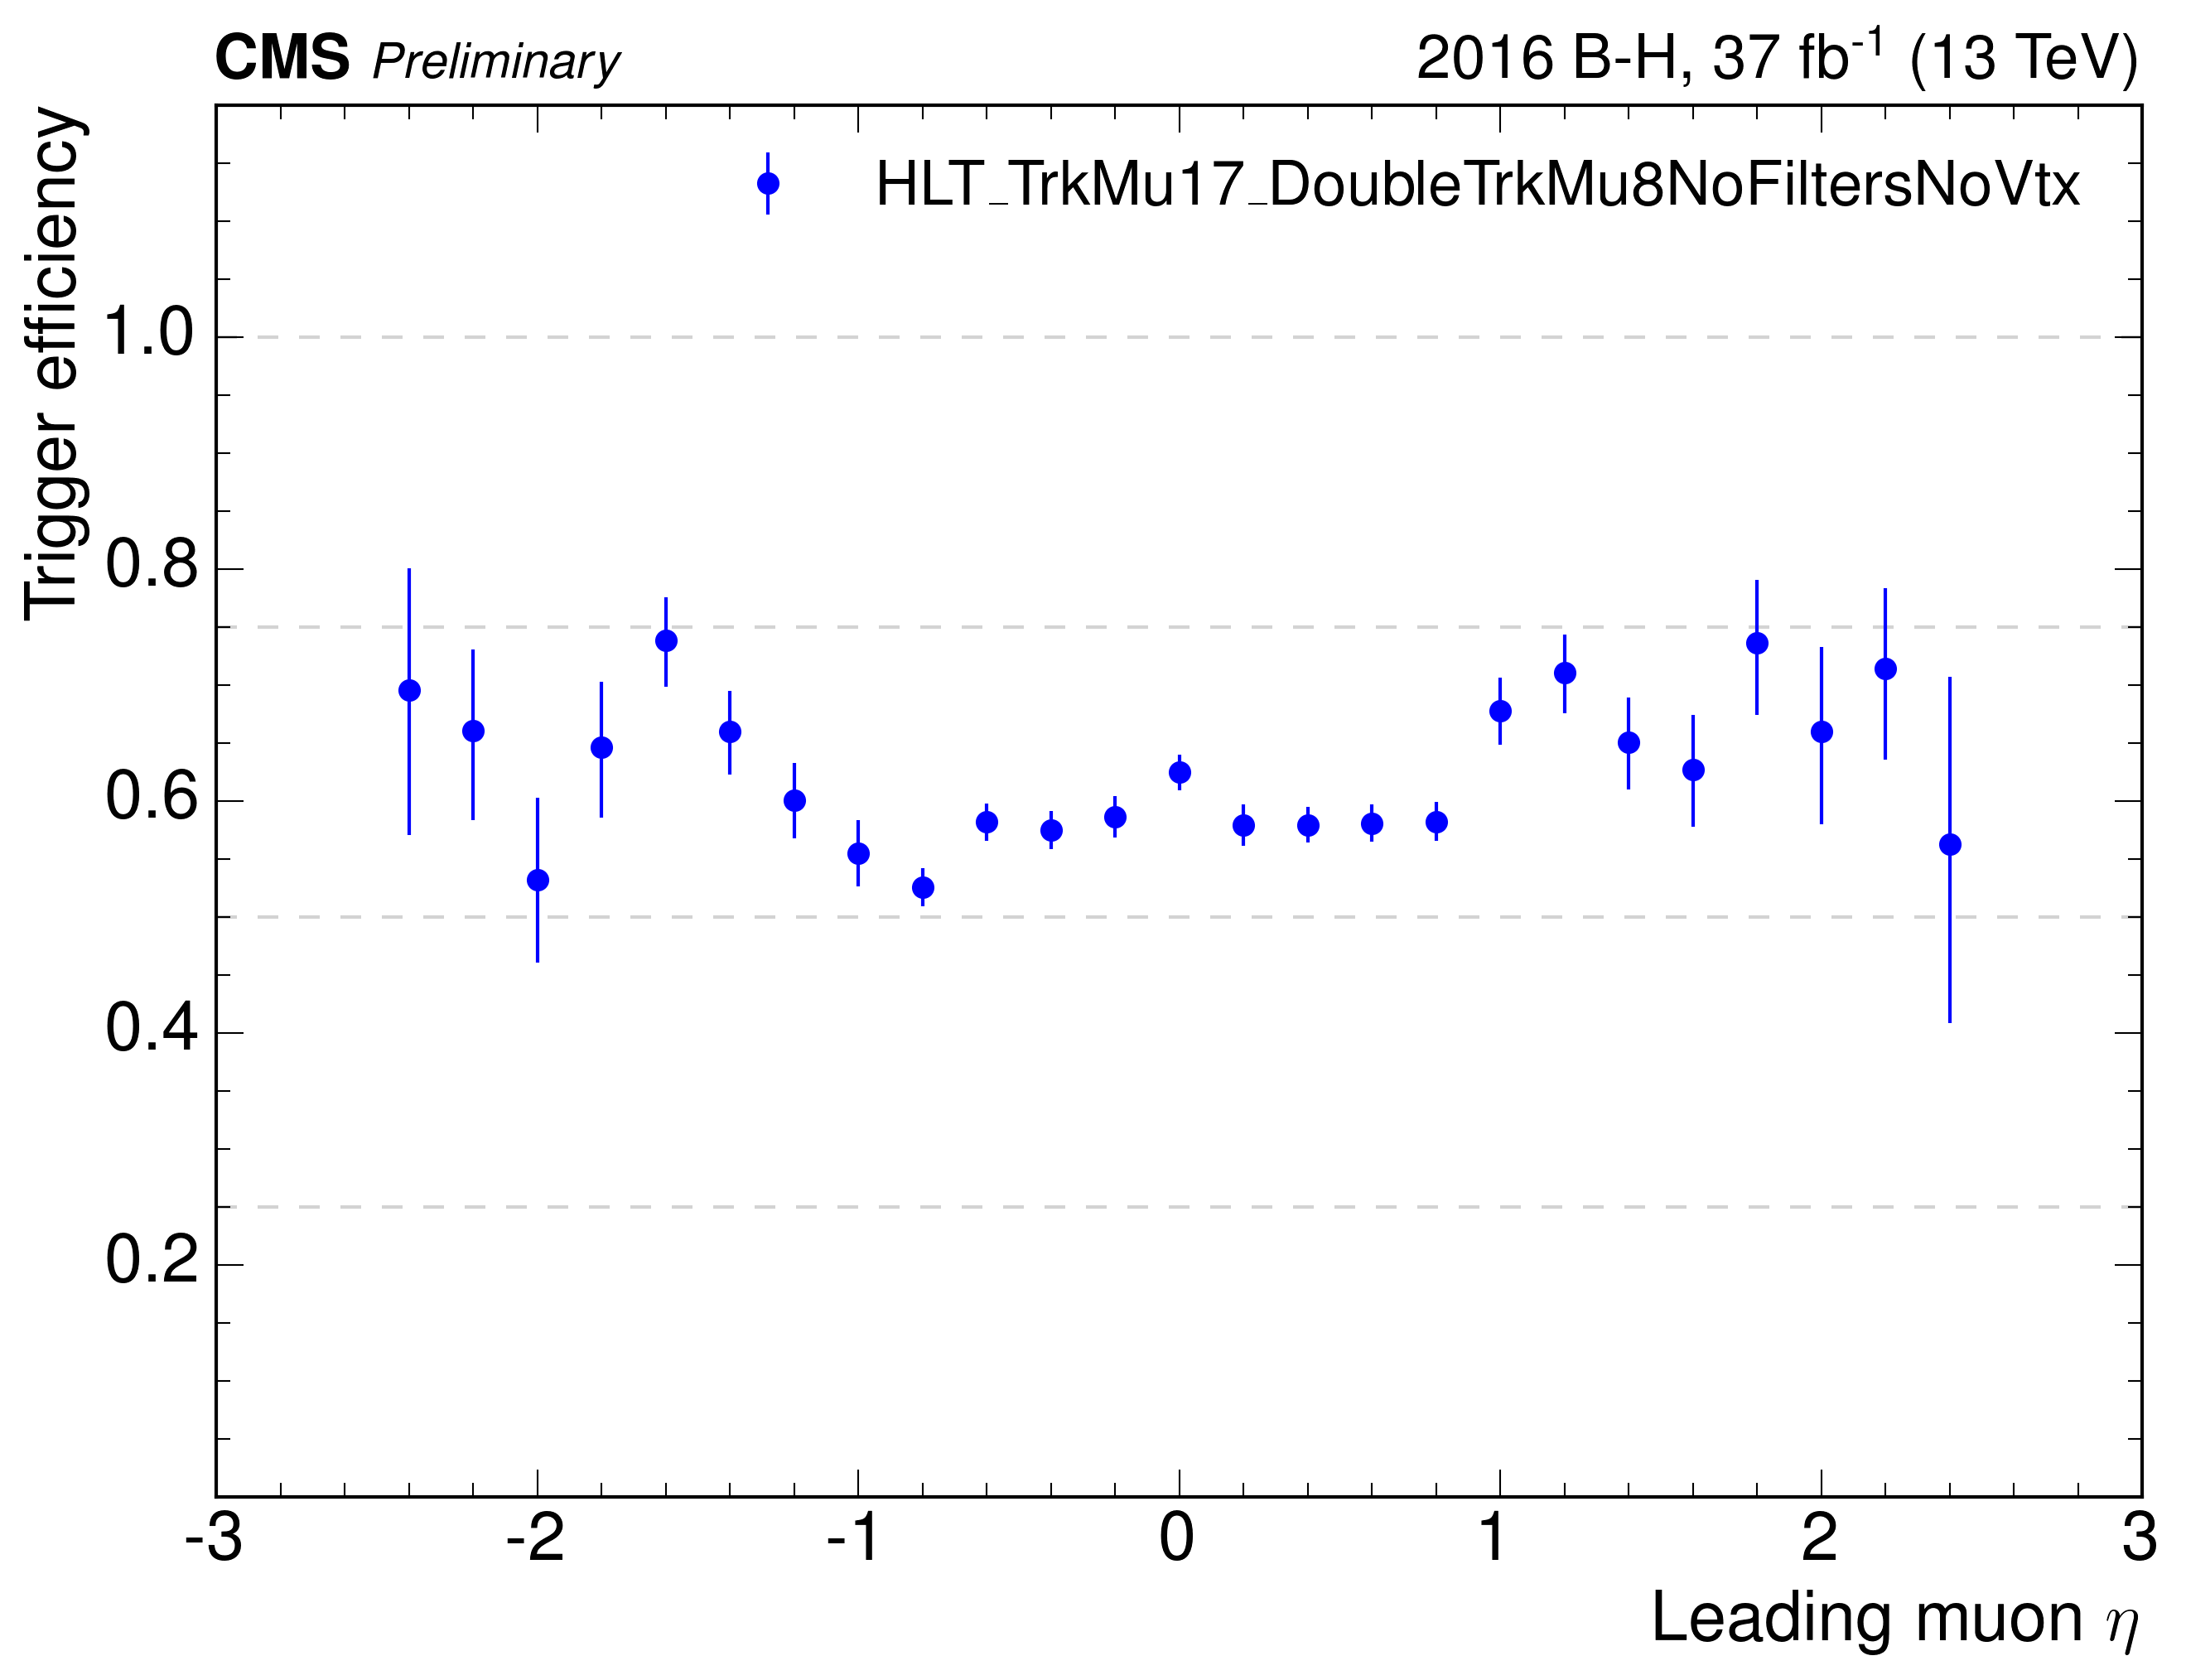 CMS Preliminary 2016 B-H, 37 fb⁻¹ (13 TeV)
HLT_TrkMu17_DoubleTrkMu8NoFiltersNoVtx
Trigger efficiency
1.0
0.8
0.6
0.4
0.2
-3 -2 -1 0 1 2 3
Leading muon η